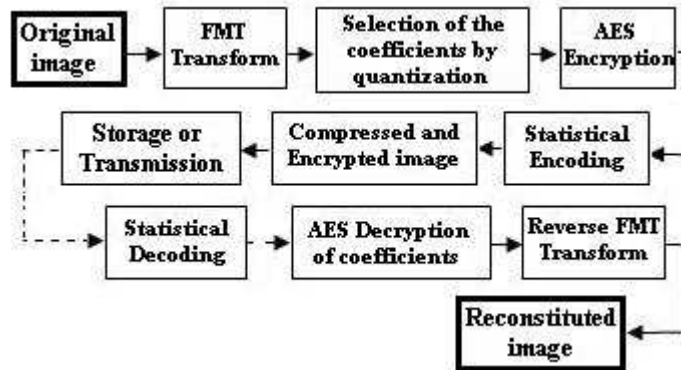 Original
image
FMT
Transform
Selection of the
coefficients by
quantization
AES
Encryption
Storage or
Transmission
Compressed and
Encrypted image
Statistical
Encoding
Statistical
Decoding
AES Decryption
of coefficients
Reverse FMT
Transform
Reconstituted
image